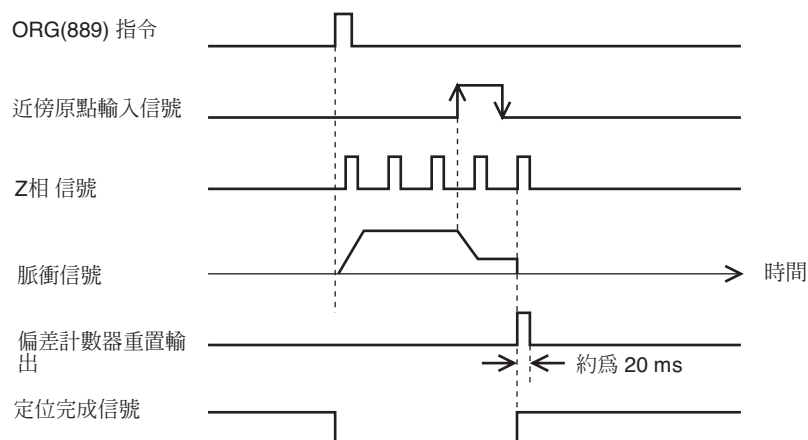 ORG(889) 指令
近傍原點輸入信號
Z相 信號
脈衝信號
時間
偏差計數器重置輸
出
約爲 20 ms
定位完成信號